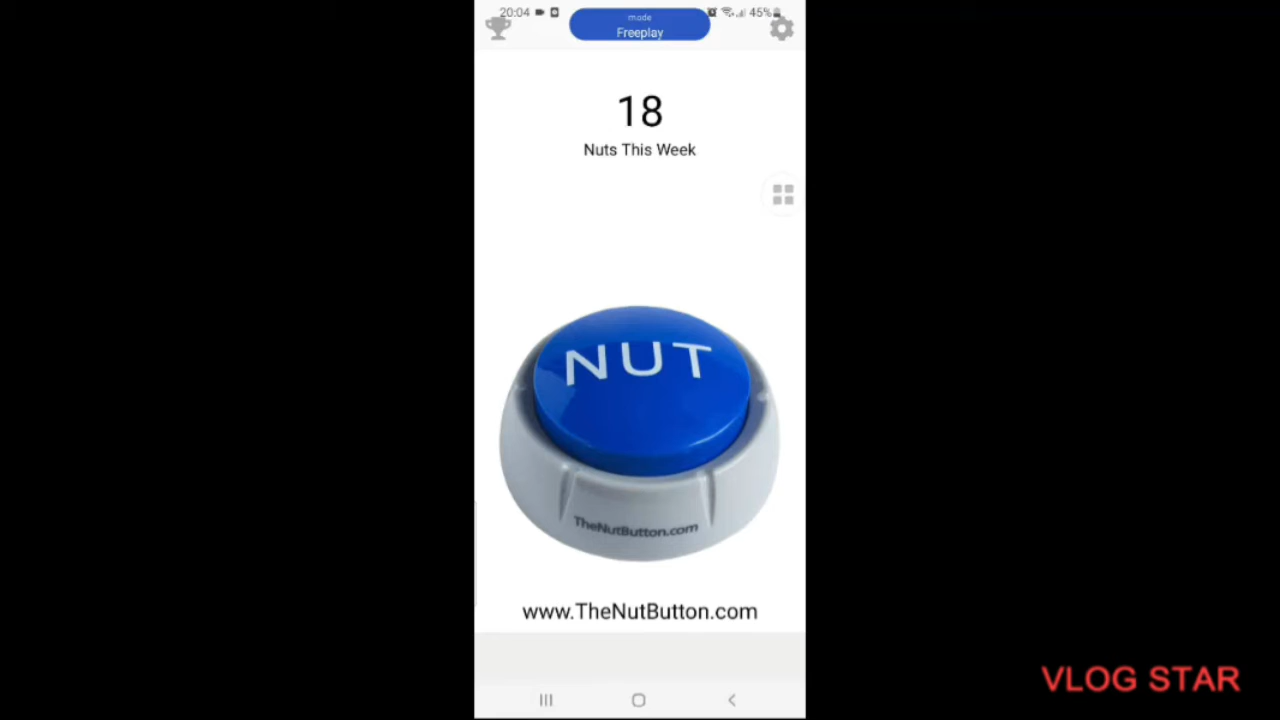 20:04
45%
mode
Freeplay
18
Nuts This Week
NUT
TheNutButton.com
www.TheNutButton.com
VLOG STAR